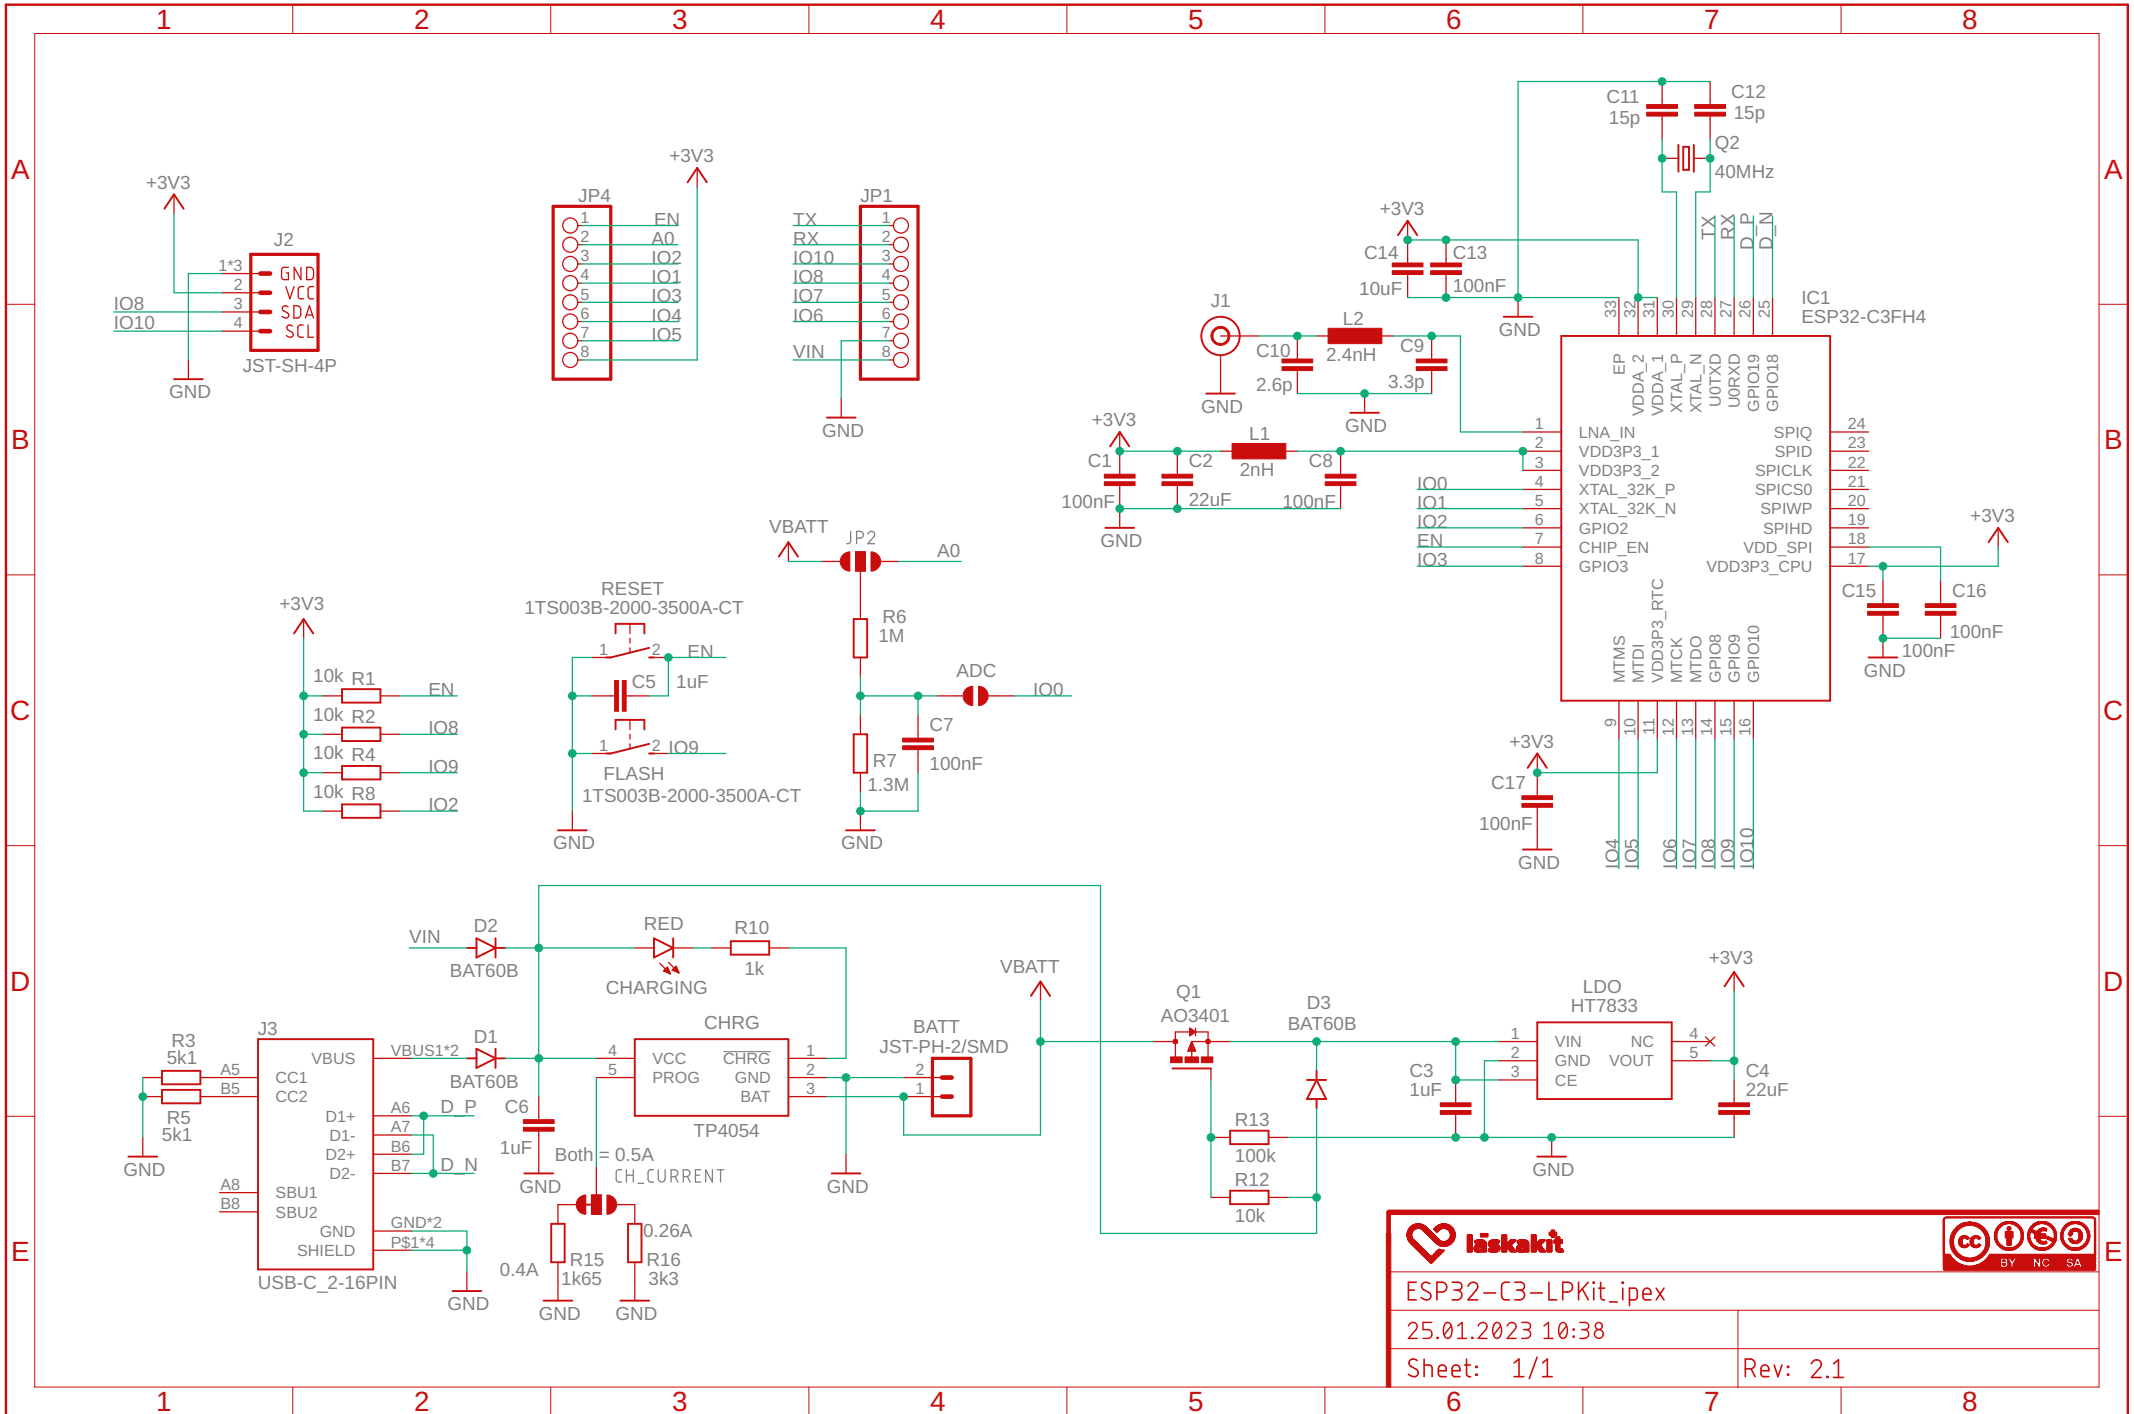 1 2 3 4 5 6 7 8
A A
B B
C C
D D
E E
+3V3
J2
1*3 GND
2 VCC
IO8 3 SDA
IO10 4 SCL
JST-SH-4P
GND
+3V3
JP4
1 EN
2 A0
3 IO2
4 IO1
5 IO3
6 IO4
7 IO5
8
JP1
TX 1
RX 2
IO10 3
IO8 4
IO7 5
IO6 6
7
VIN 8
GND
C11
15p
C12
15p
Q2
40MHz
+3V3
C14
10uF
C13
100nF
GND
TX
RX
D_P
D_N
J1
GND
C10
2.6p
L2
2.4nH
C9
3.3p
GND
+3V3
C1
100nF
C2
22uF
L1
2nH
C8
100nF
GND
IC1
ESP32-C3FH4
33 EP
32 VDDA_2
31 VDDA_1
30 XTAL_P
29 XTAL_N
28 U0TXD
27 U0RXD
26 GPIO19
25 GPIO18
1 LNA_IN
2 VDD3P3_1
3 VDD3P3_2
IO0 4 XTAL_32K_P
IO1 5 XTAL_32K_N
IO2 6 GPIO2
EN 7 CHIP_EN
IO3 8 GPIO3
SPIQ 24
SPID 23
SPICLK 22
SPICS0 21
SPIWP 20
SPIHD 19
VDD_SPI 18
VDD3P3_CPU 17
MTMS 9 IO4
MTDI 10 IO5
VDD3P3_RTC 11
MTCK 12 IO6
MTDO 13 IO7
GPIO8 14 IO8
GPIO9 15 IO9
GPIO10 16 IO10
+3V3
C15
100nF
C16
100nF
GND
+3V3
C17
100nF
GND
VBATT
JP2
A0
R6
1M
ADC
IO0
R7
1.3M
C7
100nF
GND
RESET
1TS003B-2000-3500A-CT
1 2 EN
C5 1uF
1 2 IO9
FLASH
1TS003B-2000-3500A-CT
GND
+3V3
10k R1 EN
10k R2 IO8
10k R4 IO9
10k R8 IO2
VIN
D2
BAT60B
RED
CHARGING
R10
1k
R3
5k1
R5
5k1
GND
J3
A5 CC1
B5 CC2
A8 SBU1
B8 SBU2
VBUS VBUS1*2
D1+ A6 D_P
D1- A7
D2+ B6
D2- B7 D_N
GND GND*2
SHIELD P$1*4
USB-C_2-16PIN
GND
D1
BAT60B
C6
1uF
GND
CHRG
4 VCC CHRG 1
5 PROG GND 2
BAT 3
TP4054
Both = 0.5A
CH_CURRENT
0.4A
R15
1k65
GND
0.26A
R16
3k3
GND
GND
BATT
JST-PH-2/SMD
2
1
VBATT
Q1
AO3401
D3
BAT60B
R13
100k
R12
10k
C3
1uF
LDO
HT7833
1 VIN NC 4
2 GND VOUT 5
3 CE
GND
+3V3
C4
22uF
laskakit
cc
BY NC SA
ESP32-C3-LPKit_ipex
25.01.2023 10:38
Sheet: 1/1
Rev: 2.1
1 2 3 4 5 6 7 8